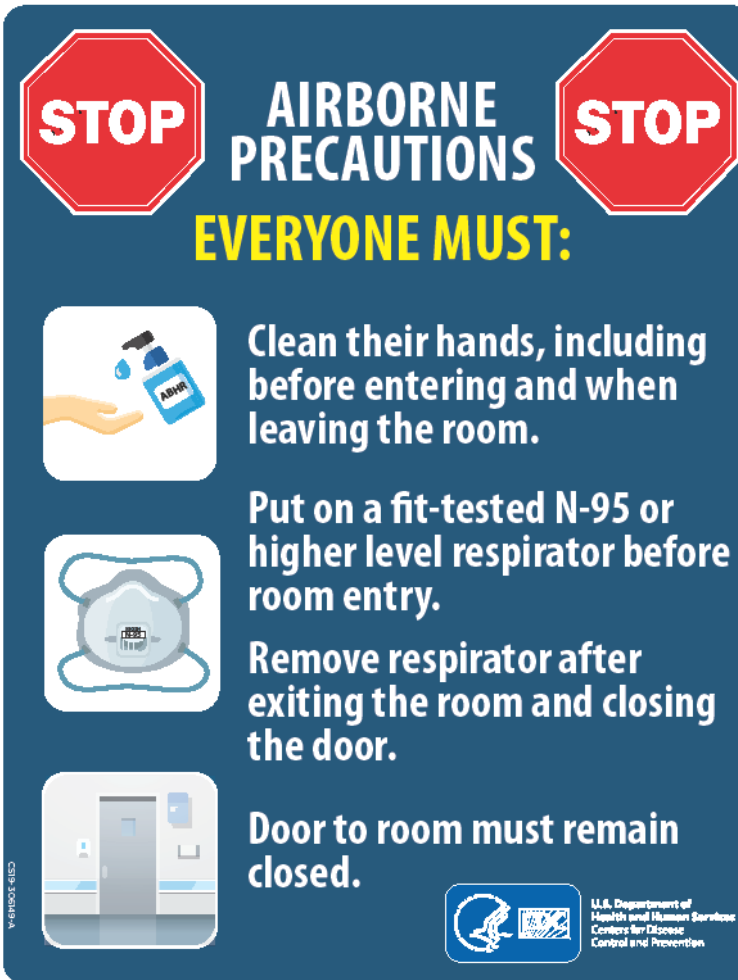 STOP
AIRBORNE
PRECAUTIONS
STOP
EVERYONE MUST:
ABHR
Clean their hands, including
before entering and when
leaving the room.
Put on a fit-tested N-95 or
higher level respirator before
room entry.
N-95
Remove respirator after
exiting the room and closing
the door.
Door to room must remain
closed.
CDC
U.S. Department of
Health and Human Services
Centers for Disease
Control and Prevention
CS19-306149-A